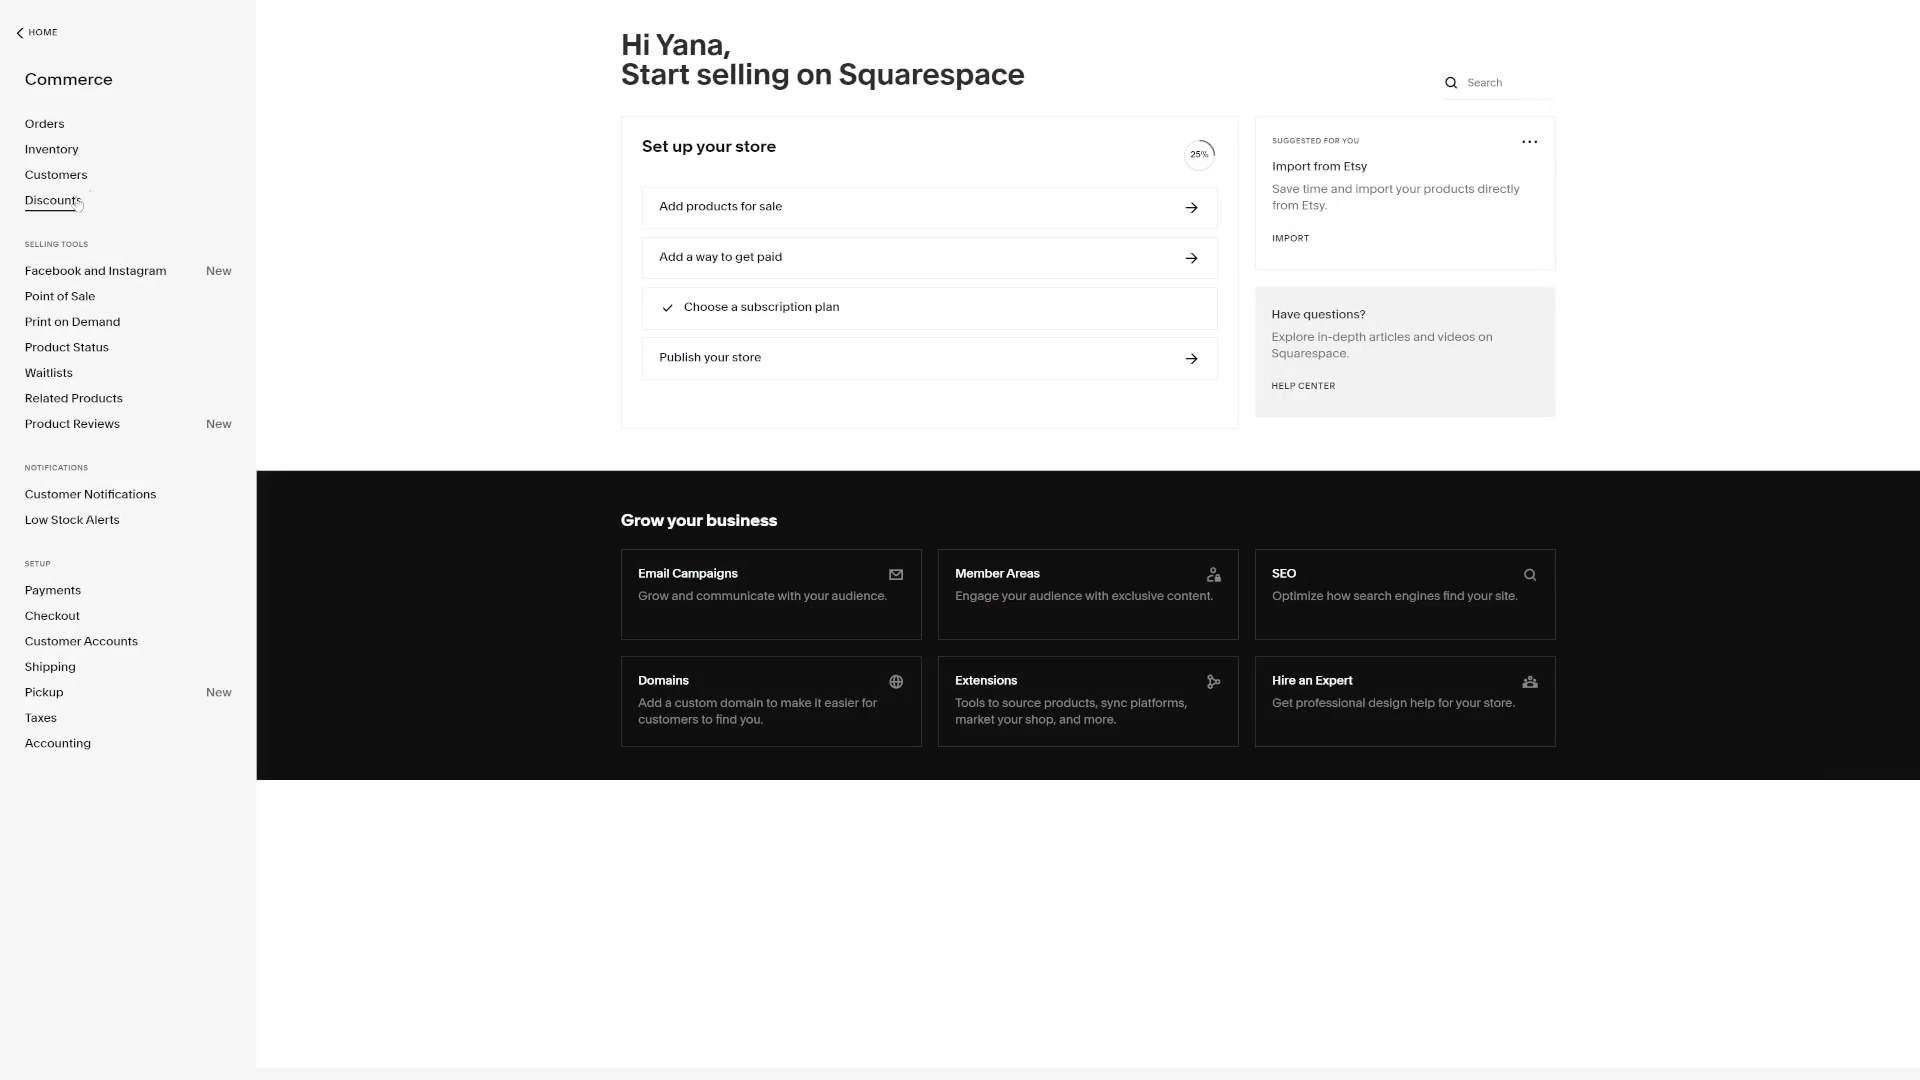 HOME
Commerce
Orders
Inventory
Customers
Discounts
SELLING TOOLS
Facebook and Instagram New
Point of Sale
Print on Demand
Product Status
Waitlists
Related Products
Product Reviews New
NOTIFICATIONS
Customer Notifications
Low Stock Alerts
SETUP
Payments
Checkout
Customer Accounts
Shipping
Pickup New
Taxes
Accounting
Hi Yana,
Start selling on Squarespace
Search
Set up your store
25%
Add products for sale
Add a way to get paid
Choose a subscription plan
Publish your store
SUGGESTED FOR YOU
Import from Etsy
Save time and import your products directly
from Etsy.
IMPORT
Have questions?
Explore in-depth articles and videos on
Squarespace.
HELP CENTER
Grow your business
Email Campaigns
Grow and communicate with your audience.
Member Areas
Engage your audience with exclusive content.
SEO
Optimize how search engines find your site.
Domains
Add a custom domain to make it easier for
customers to find you.
Extensions
Tools to source products, sync platforms,
market your shop, and more.
Hire an Expert
Get professional design help for your store.